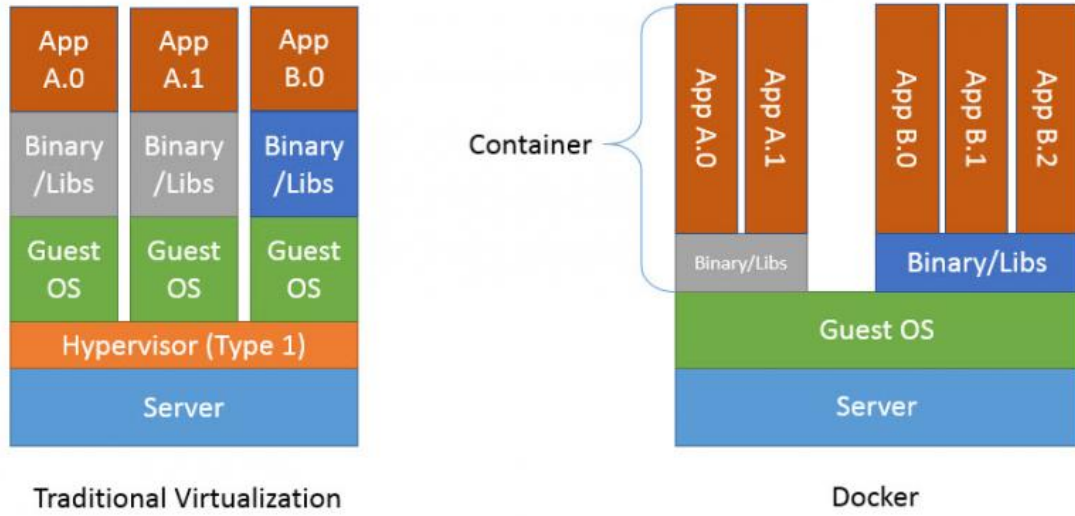 App
A.0
App
A.1
App
B.0
Binary
/Libs
Binary
/Libs
Binary
/Libs
Guest
OS
Guest
OS
Guest
OS
Hypervisor (Type 1)
Server
Traditional Virtualization
Container
App A.0
App A.1
App B.0
App B.1
App B.2
Binary/Libs
Binary/Libs
Guest OS
Server
Docker